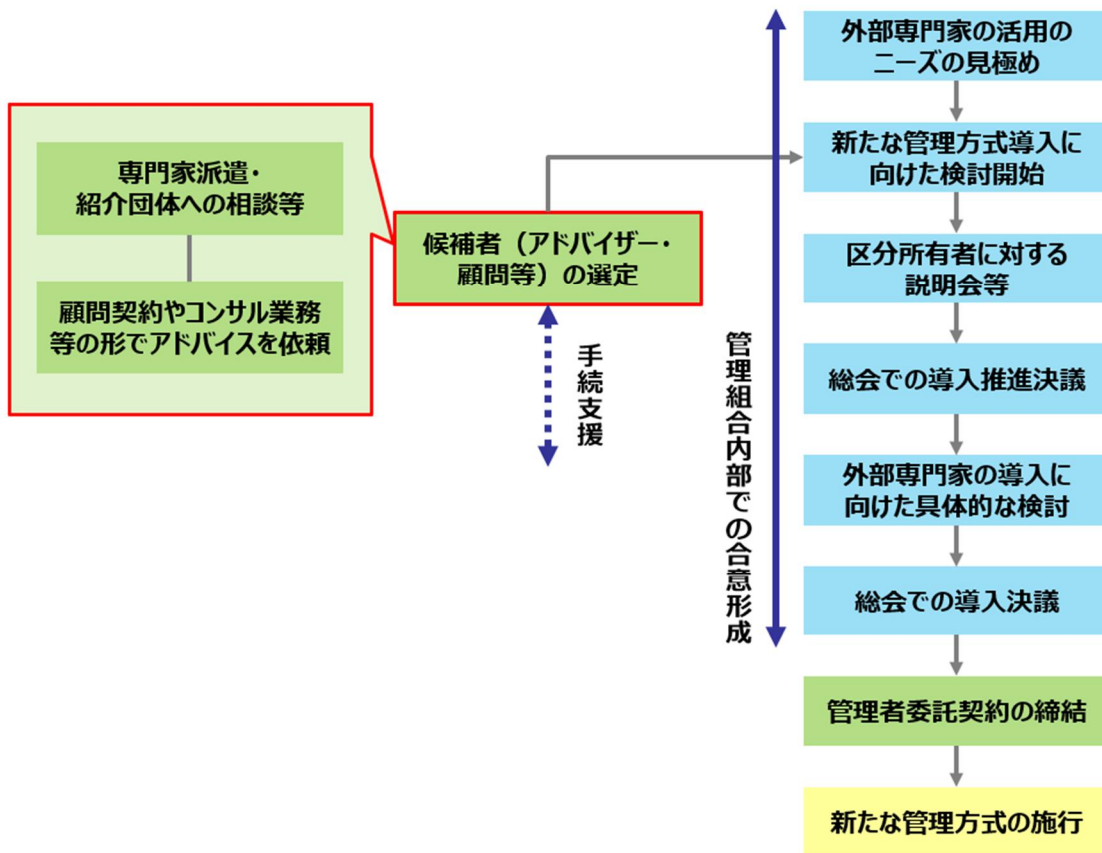 専門家派遣・
紹介団体への相談等
顧問契約やコンサル業務
等の形でアドバイスを依頼
候補者（アドバイザー・
顧問等）の選定
手続支援
管理組合内部での合意形成
外部専門家の活用の
ニーズの見極め
新たな管理方式導入に
向けた検討開始
区分所有者に対する
説明会等
総会での導入推進決議
外部専門家の導入に
向けた具体的な検討
総会での導入決議
管理者委託契約の締結
新たな管理方式の施行